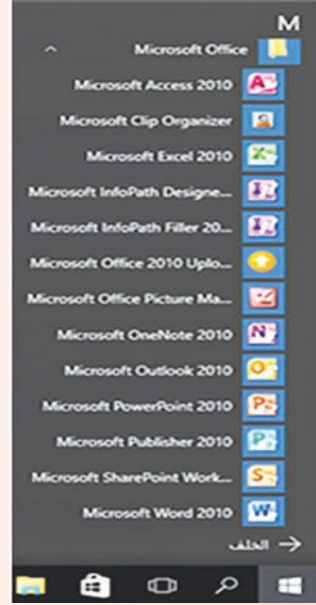 M
Microsoft Office
Microsoft Access 2010
Microsoft Clip Organizer
Microsoft Excel 2010
Microsoft InfoPath Designe...
Microsoft InfoPath Filler 20...
Microsoft Office 2010 Uplo...
Microsoft Office Picture Ma...
Microsoft OneNote 2010
Microsoft Outlook 2010
Microsoft PowerPoint 2010
Microsoft Publisher 2010
Microsoft SharePoint Work...
Microsoft Word 2010
الخلف